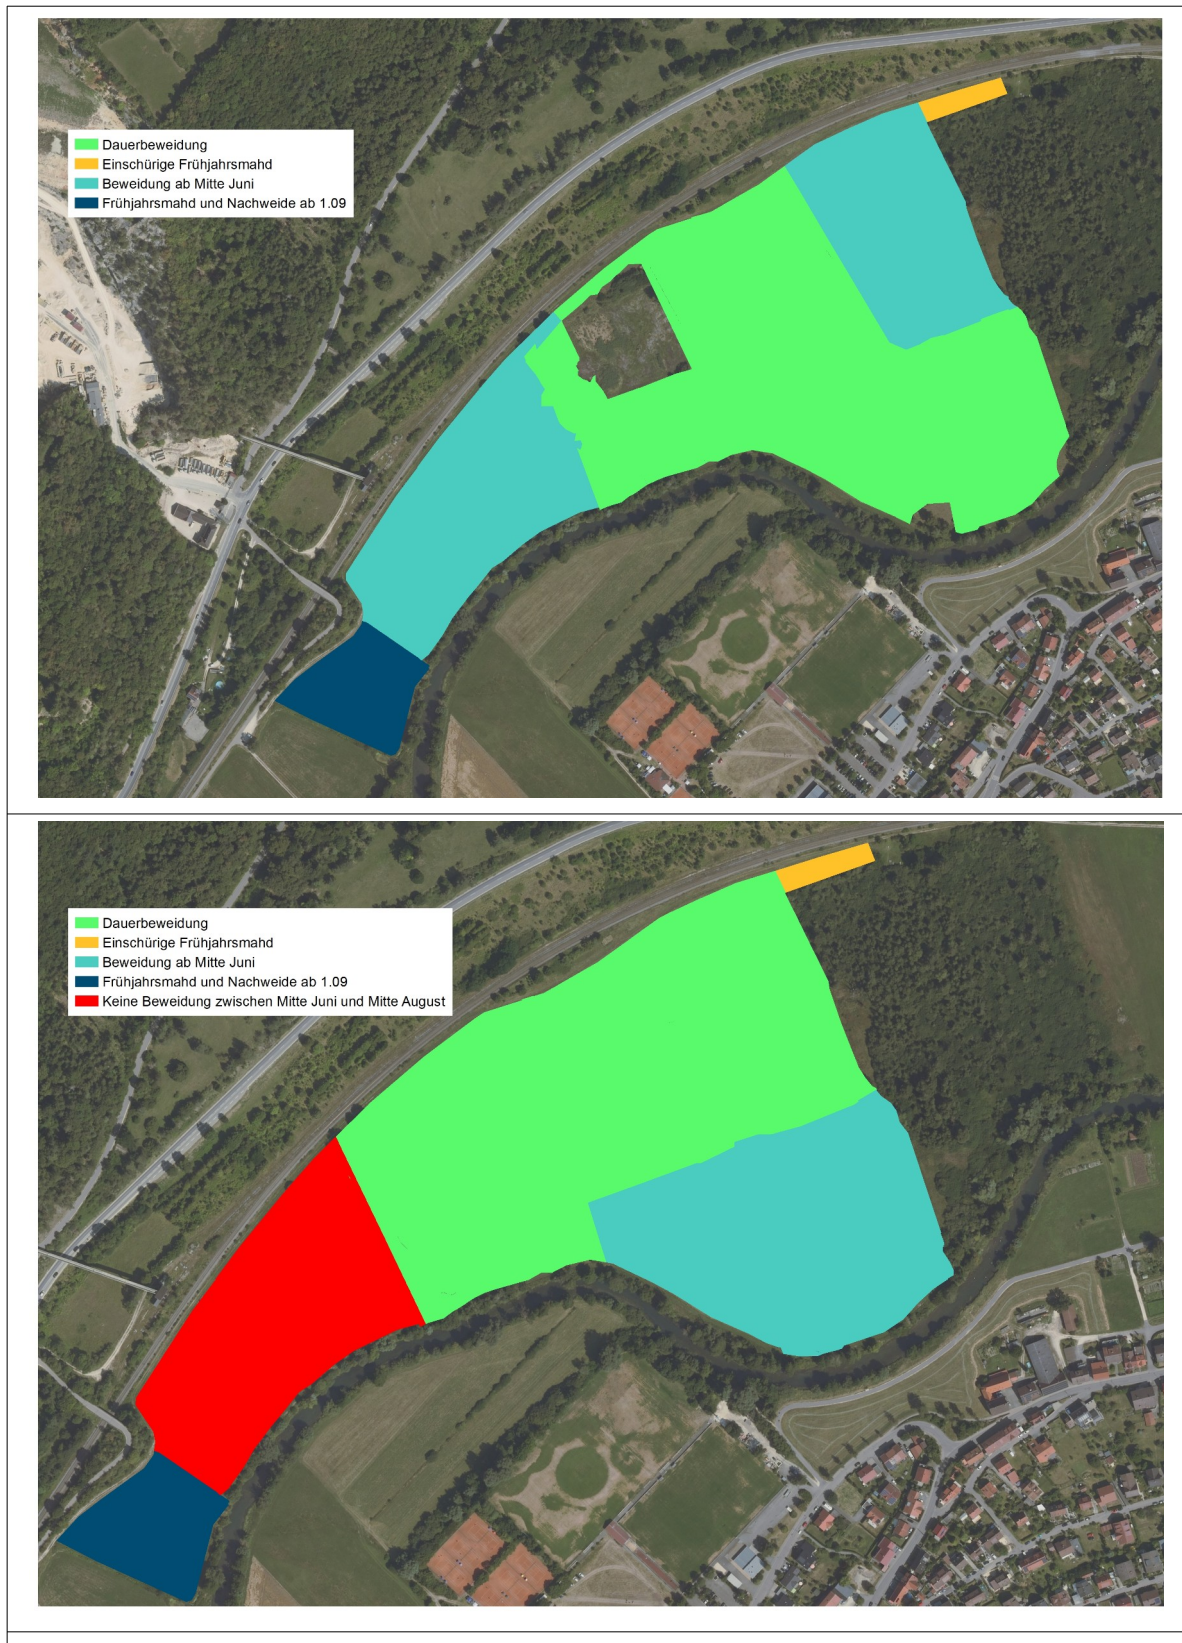 Dauerbeweidung
Einschürige Frühjahrsmahd
Beweidung ab Mitte Juni
Frühjahrsmahd und Nachweide ab 1.09
Dauerbeweidung
Einschürige Frühjahrsmahd
Beweidung ab Mitte Juni
Frühjahrsmahd und Nachweide ab 1.09
Keine Beweidung zwischen Mitte Juni und Mitte August